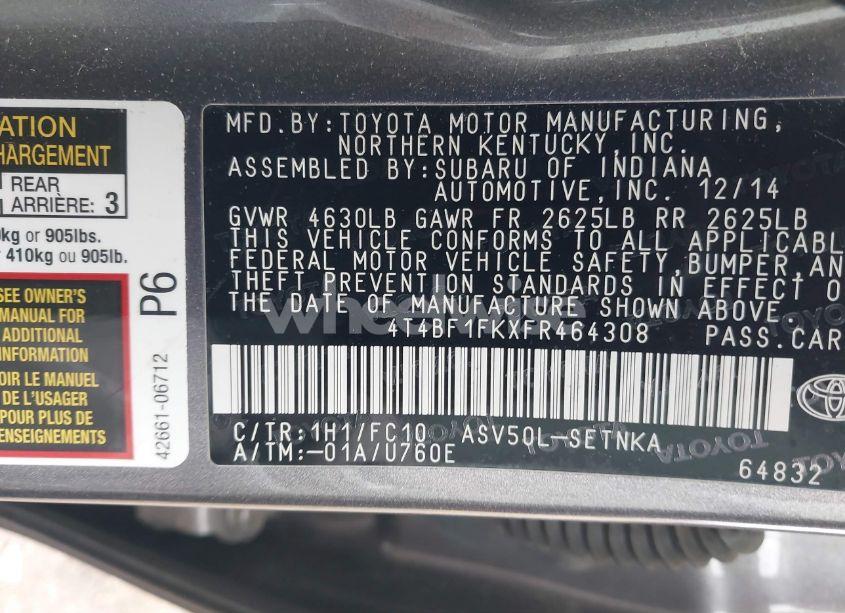 ATION
HARGEMENT
REAR
ARRIÈRE: 3
kg or 905lbs.
410kg ou 905lb.
SEE OWNER'S
MANUAL FOR
ADDITIONAL
INFORMATION
VOIR LE MANUEL
DE L'USAGER
POUR PLUS DE
RENSEIGNEMENTS
P6
42661-06712
MFD.BY:TOYOTA MOTOR MANUFACTURING,
NORTHERN KENTUCKY,INC.
ASSEMBLED BY:SUBARU OF INDIANA
AUTOMOTIVE,INC. 12/14
GVWR 4630LB GAWR FR 2625LB RR 2625LB
THIS VEHICLE CONFORMS TO ALL APPLICABL
FEDERAL MOTOR VEHICLE SAFETY,BUMPER,AN
THEFT PREVENTION STANDARDS IN EFFECT O
THE DATE OF MANUFACTURE SHOWN ABOVE.
4T4BF1FKXFR464308 PASS.CAR
C/TR:1H1/FC10 ASV50L-SETNKA
A/TM:-01A/U760E
64832
TOYOTA